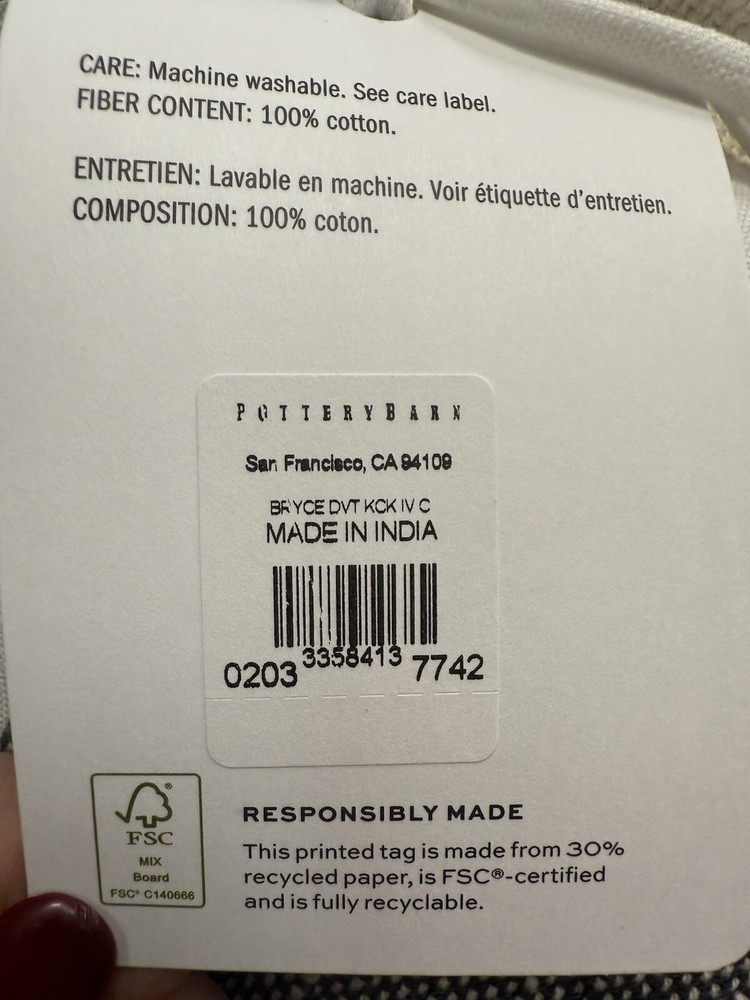 CARE: Machine washable. See care label.
FIBER CONTENT: 100% cotton.
ENTRETIEN: Lavable en machine. Voir étiquette d'entretien.
COMPOSITION: 100% coton.
POTTERY BARN
San Francisco, CA 94109
BRYCE DVT KCK IV C
MADE IN INDIA
0203 3358413 7742
FSC
MIX
Board
FSC® C140666
RESPONSIBLY MADE
This printed tag is made from 30%
recycled paper, is FSC®-certified
and is fully recyclable.